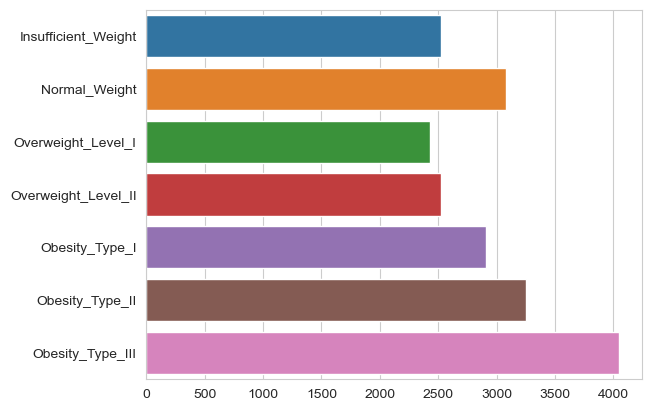 Insufficient_Weight
Normal_Weight
Overweight_Level_I
Overweight_Level_II
Obesity_Type_I
Obesity_Type_II
Obesity_Type_III
0 500 1000 1500 2000 2500 3000 3500 4000